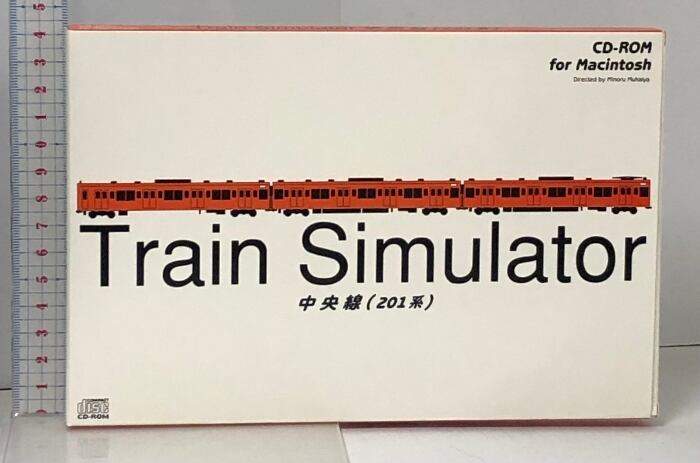 CD-ROM
for Macintosh
Directed by Minoru Mukaiya
Train Simulator
中央線(201系)
COMPACT
disc
CD-ROM